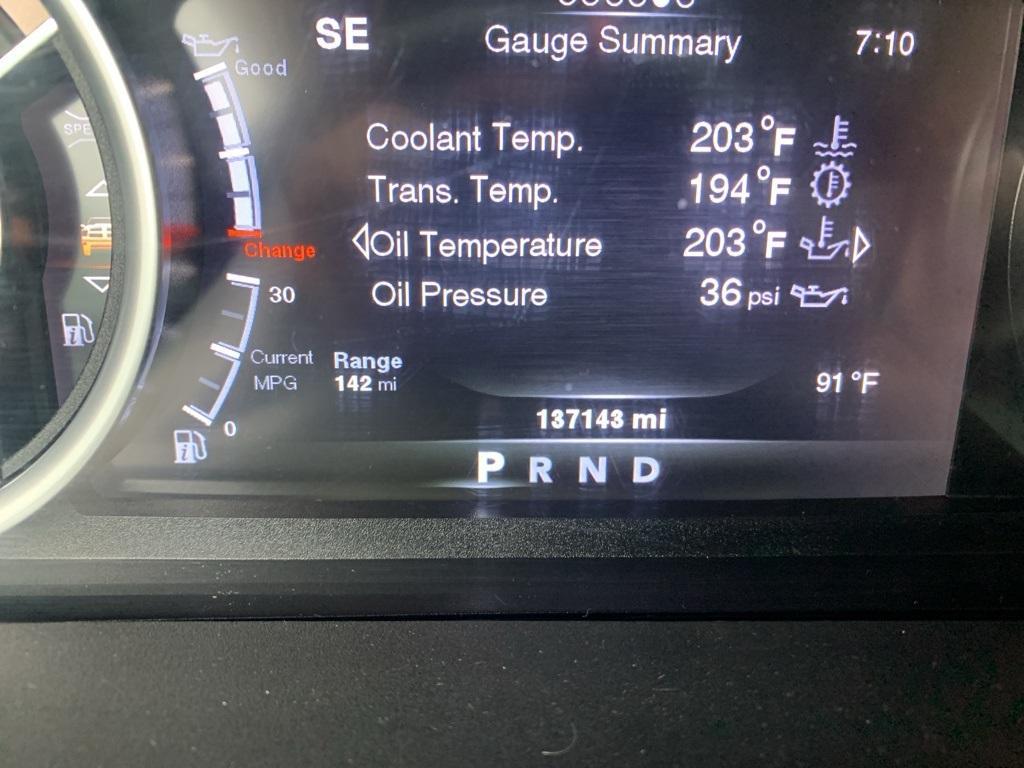 SE Gauge Summary 7:10
Good
Coolant Temp. 203 °F
Trans. Temp. 194 °F
Oil Temperature 203 °F
Change
Oil Pressure 36 psi
30
Current MPG
Range
142 mi
91 °F
0
137143 mi
P R N D